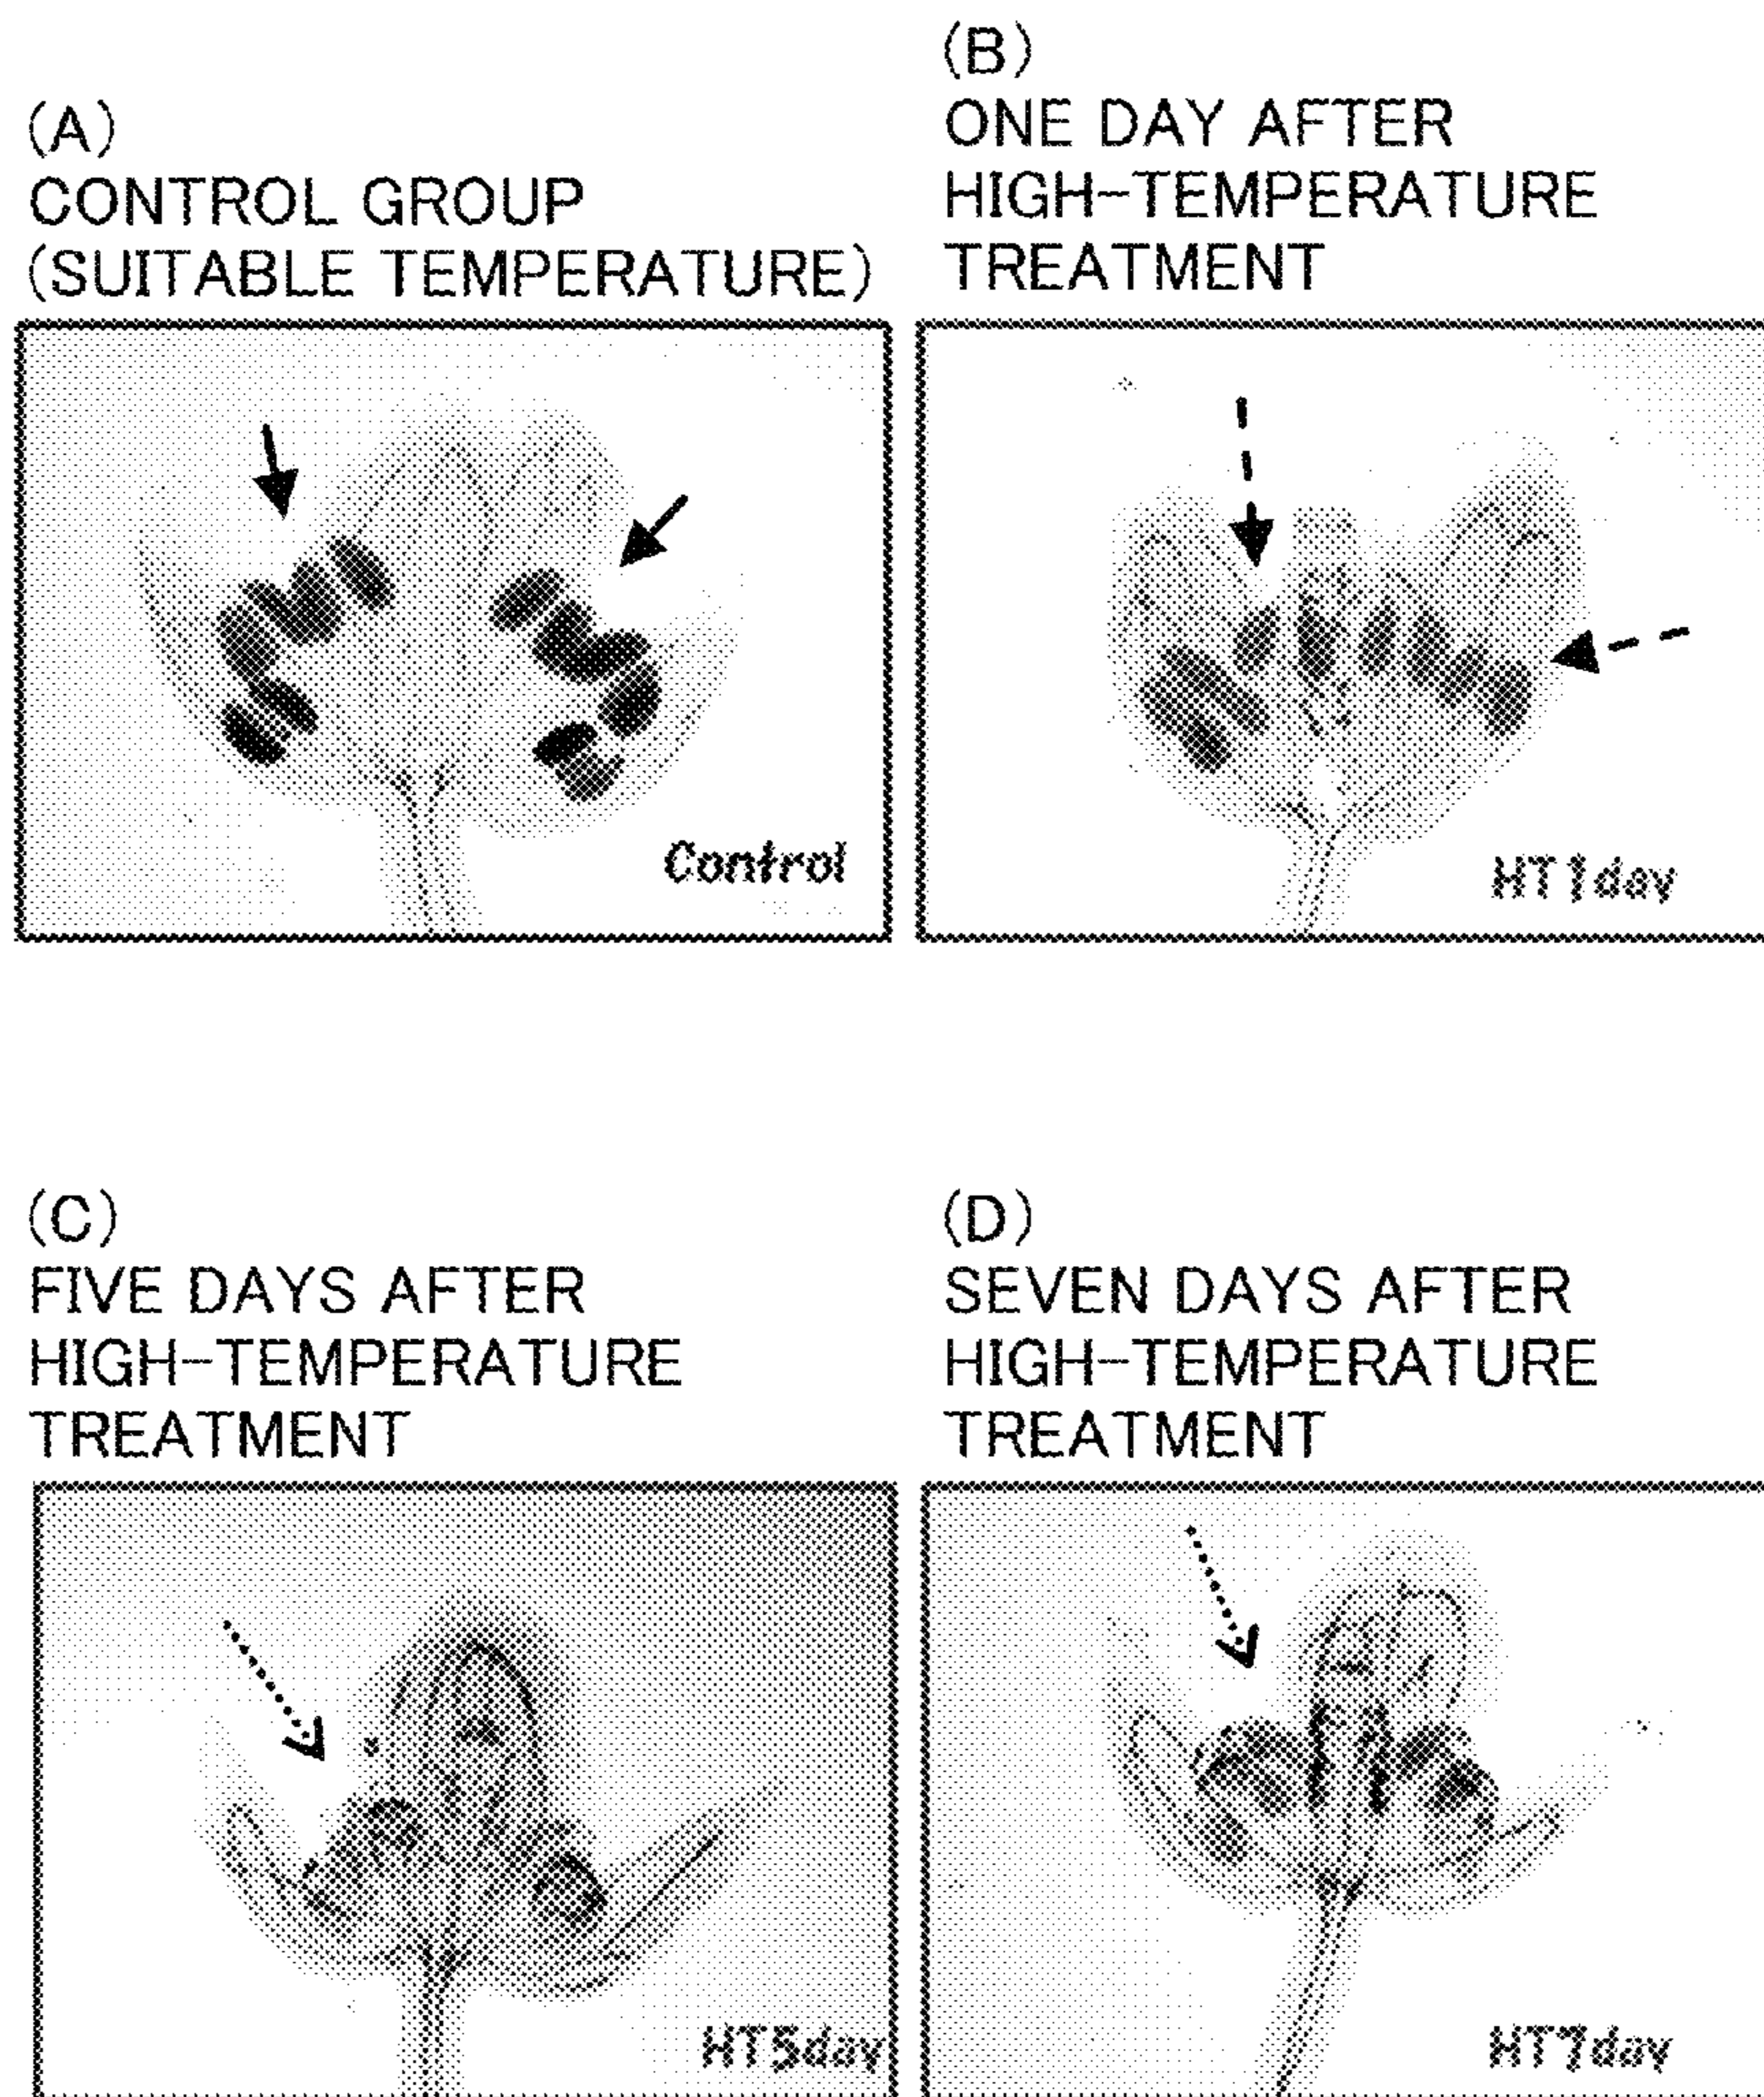 (A)
CONTROL GROUP
(SUITABLE TEMPERATURE)
Control
(B)
ONE DAY AFTER
HIGH-TEMPERATURE
TREATMENT
HT1day
(C)
FIVE DAYS AFTER
HIGH-TEMPERATURE
TREATMENT
HT5day
(D)
SEVEN DAYS AFTER
HIGH-TEMPERATURE
TREATMENT
HT7day